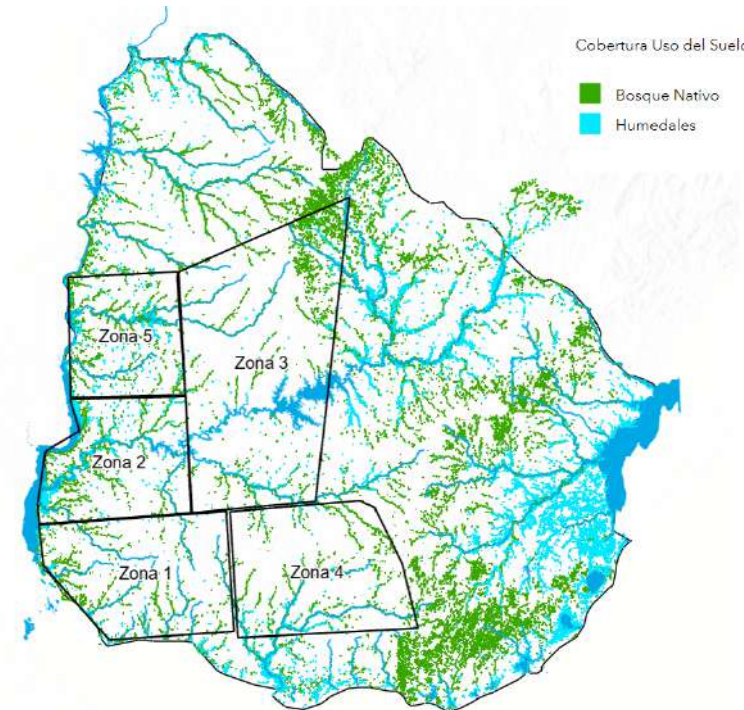 Cobertura Uso del Suelo
Bosque Nativo
Humedales
Zona 5
Zona 3
Zona 2
Zona 1
Zona 4